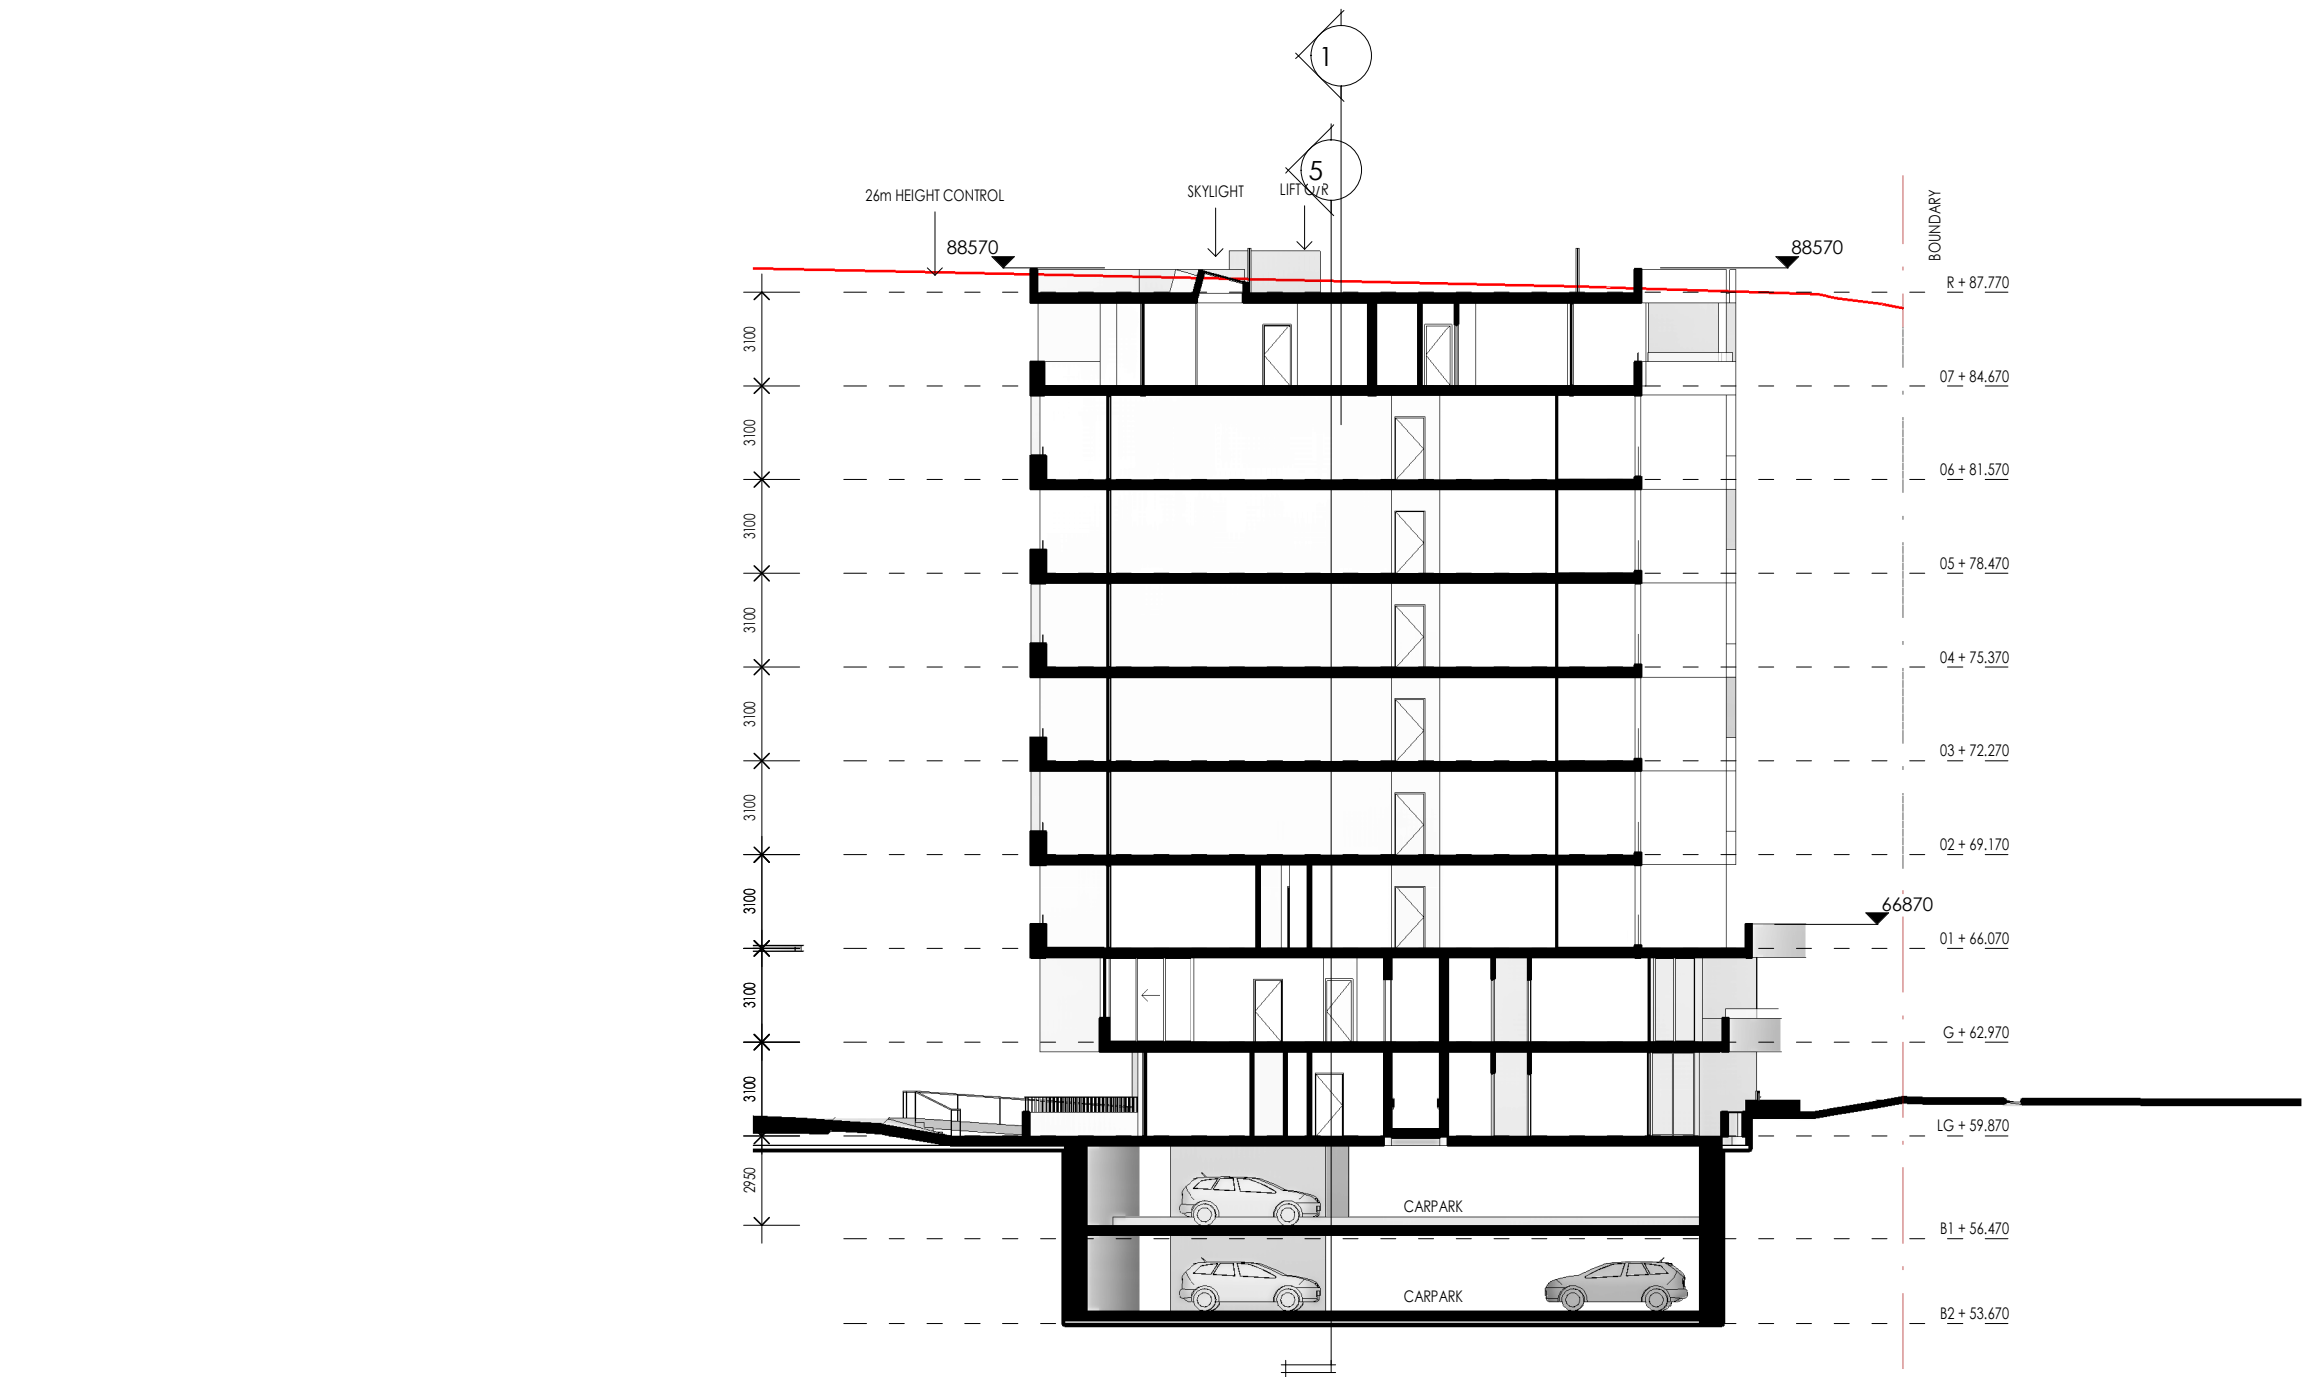 1
5
26m HEIGHT CONTROL
SKYLIGHT
LIFT O/R
BOUNDARY
88570
88570
R + 87.770
3100
07 + 84.670
3100
06 + 81.570
3100
05 + 78.470
3100
04 + 75.370
3100
03 + 72.270
3100
02 + 69.170
3100
66870
01 + 66.070
3100
G + 62.970
3100
LG + 59.870
2950
CARPARK
B1 + 56.470
CARPARK
B2 + 53.670